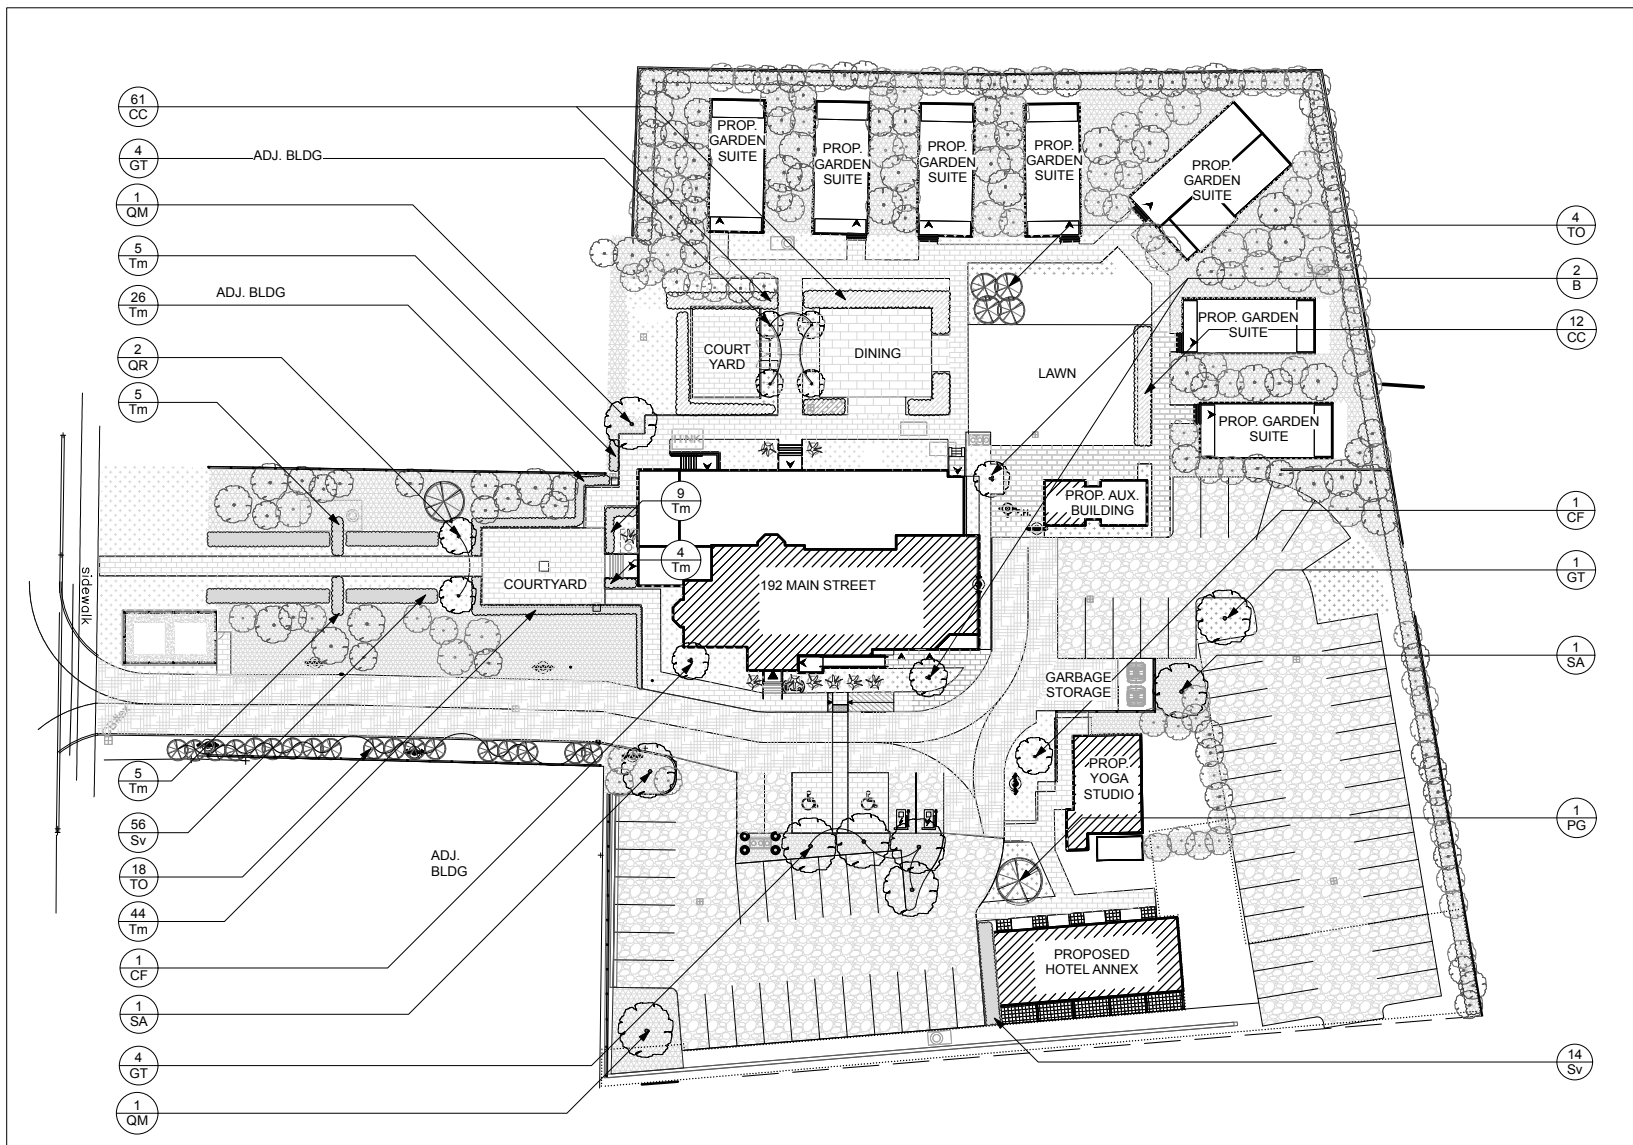 61
CC
4
GT
ADJ. BLDG
1
QM
5
Tm
ADJ. BLDG
26
Tm
2
QR
5
Tm
PROP.
GARDEN
SUITE
PROP.
GARDEN
SUITE
PROP.
GARDEN
SUITE
PROP.
GARDEN
SUITE
PROP.
GARDEN
SUITE
4
TO
2
B
12
CC
PROP. GARDEN
SUITE
PROP. GARDEN
SUITE
COURT
YARD
DINING
LAWN
9
Tm
4
Tm
PROP. AUX.
BUILDING
1
CF
1
GT
1
SA
1
PG
14
Sv
sidewalk
COURTYARD
192 MAIN STREET
GARBAGE
STORAGE
PROP.
YOGA
STUDIO
PROPOSED
HOTEL ANNEX
ADJ.
BLDG
5
Tm
56
Sv
18
TO
44
Tm
1
CF
1
SA
4
GT
1
QM